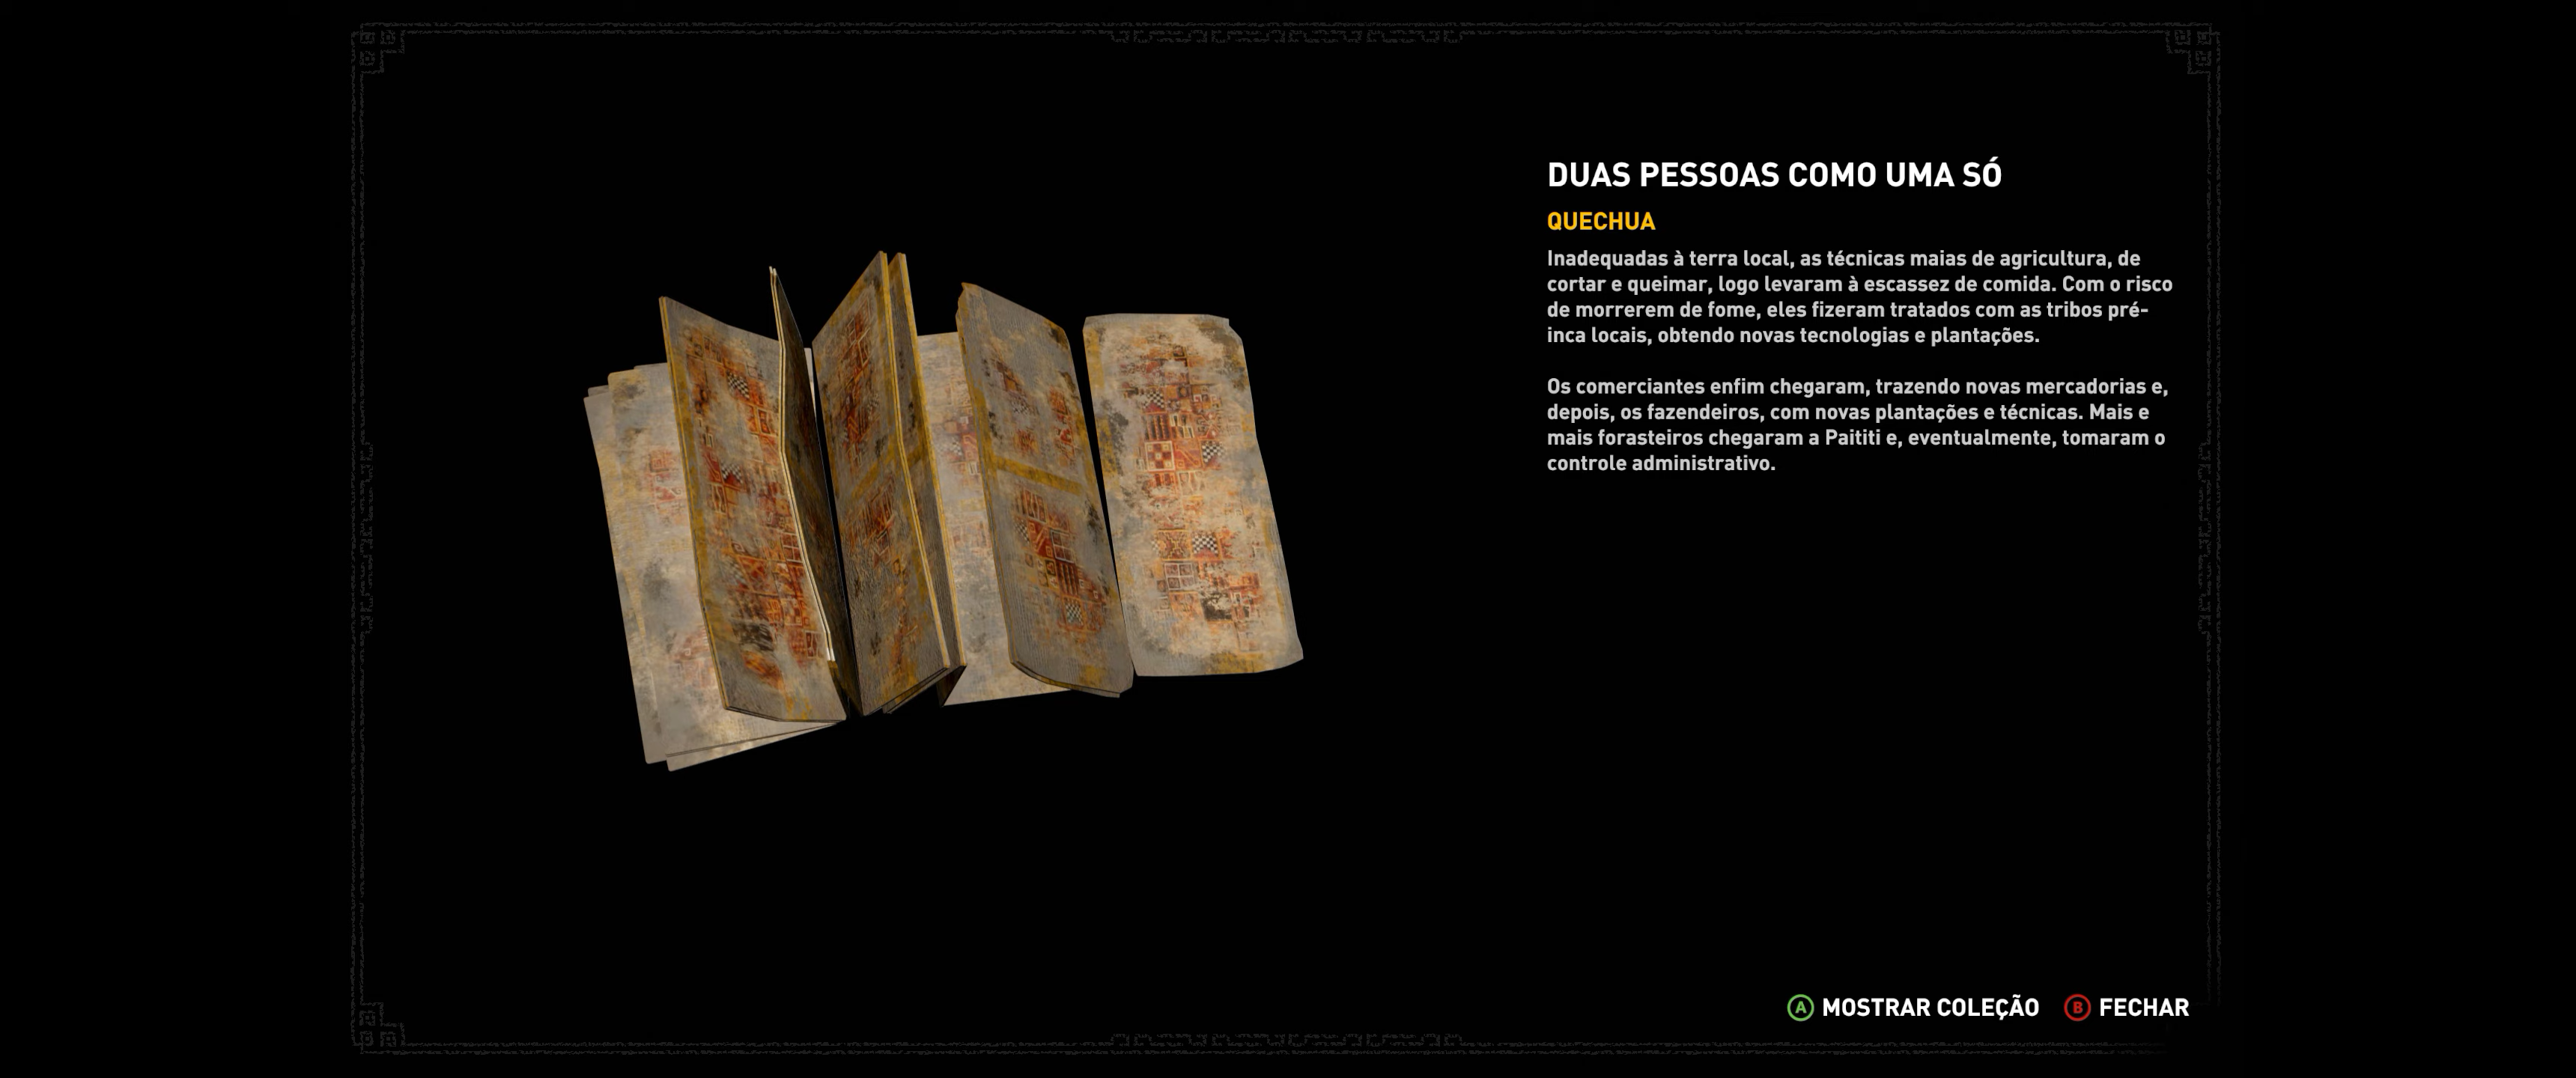 DUAS PESSOAS COMO UMA SÓ
QUECHUA
Inadequadas à terra local, as técnicas maias de agricultura, de
cortar e queimar, logo levaram à escassez de comida. Com o risco
de morrerem de fome, eles fizeram tratados com as tribos pré-
inca locais, obtendo novas tecnologias e plantações.
Os comerciantes enfim chegaram, trazendo novas mercadorias e,
depois, os fazendeiros, com novas plantações e técnicas. Mais e
mais forasteiros chegaram a Paititi e, eventualmente, tomaram o
controle administrativo.
A MOSTRAR COLEÇÃO B FECHAR